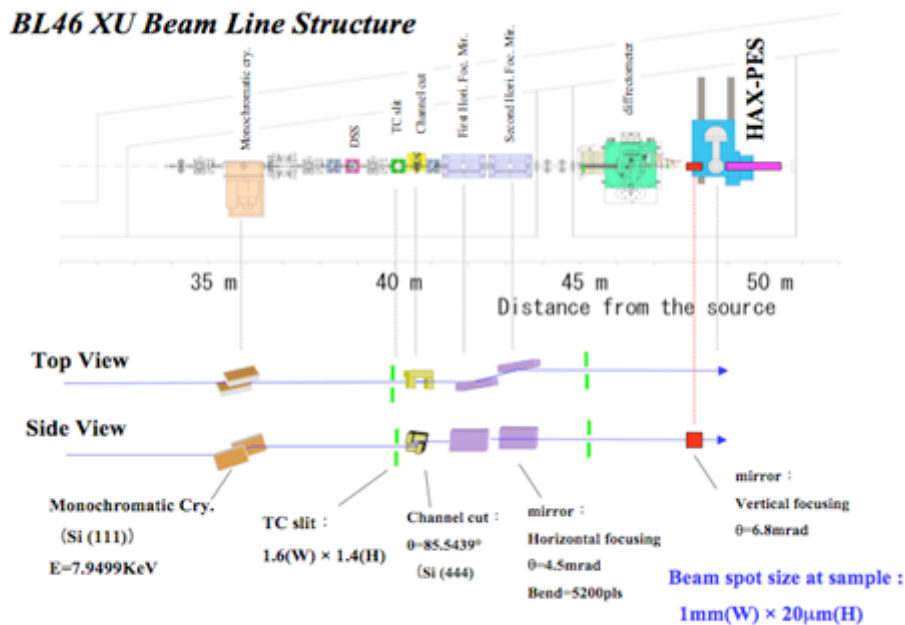 BL46 XU Beam Line Structure
Monochromatic cry.
DSS
TC slit
Channel cut
First Hori. Foc. Mir.
Second Hori. Foc. Mir.
diffrectometer
HAX-PES
35 m
40 m
45 m
50 m
Distance from the source
Top View
Side View
Monochromatic Cry.
(Si (111))
E=7.9499KeV
TC slit :
1.6(W) × 1.4(H)
Channel cut :
θ=85.5439°
(Si (444)
mirror :
Horizontal focusing
θ=4.5mrad
Bend=5200pls
mirror :
Vertical focusing
θ=6.8mrad
Beam spot size at sample :
1mm(W) × 20μm(H)